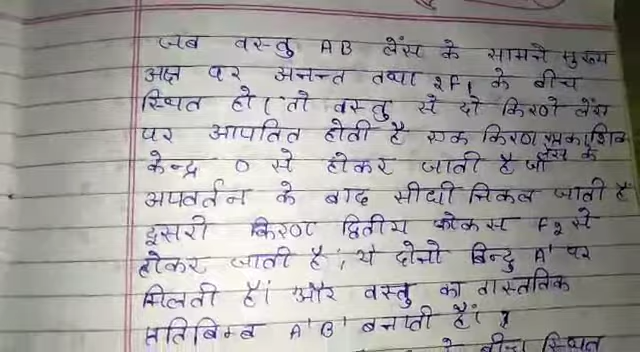 जब वस्तु AB लेंस के सामने मुख्य
अक्ष पर अनन्त तथा 2F₁ के बीच
स्थित हो। तो वस्तु से दो किरणे लेंस
पर आपतित होती है एक किरण प्रकाशिक
केन्द्र O से होकर जाती है जो लेंस के
अपवर्तन के बाद सीधी निकल जाती है
दूसरी किरण द्वितीय फोकस F₂ से
होकर जाती है, ये दोनो बिन्दु A' पर
मिलती है। और वस्तु का वास्तविक
प्रतिबिम्ब A'B' बनाती है।
के बीच स्थित